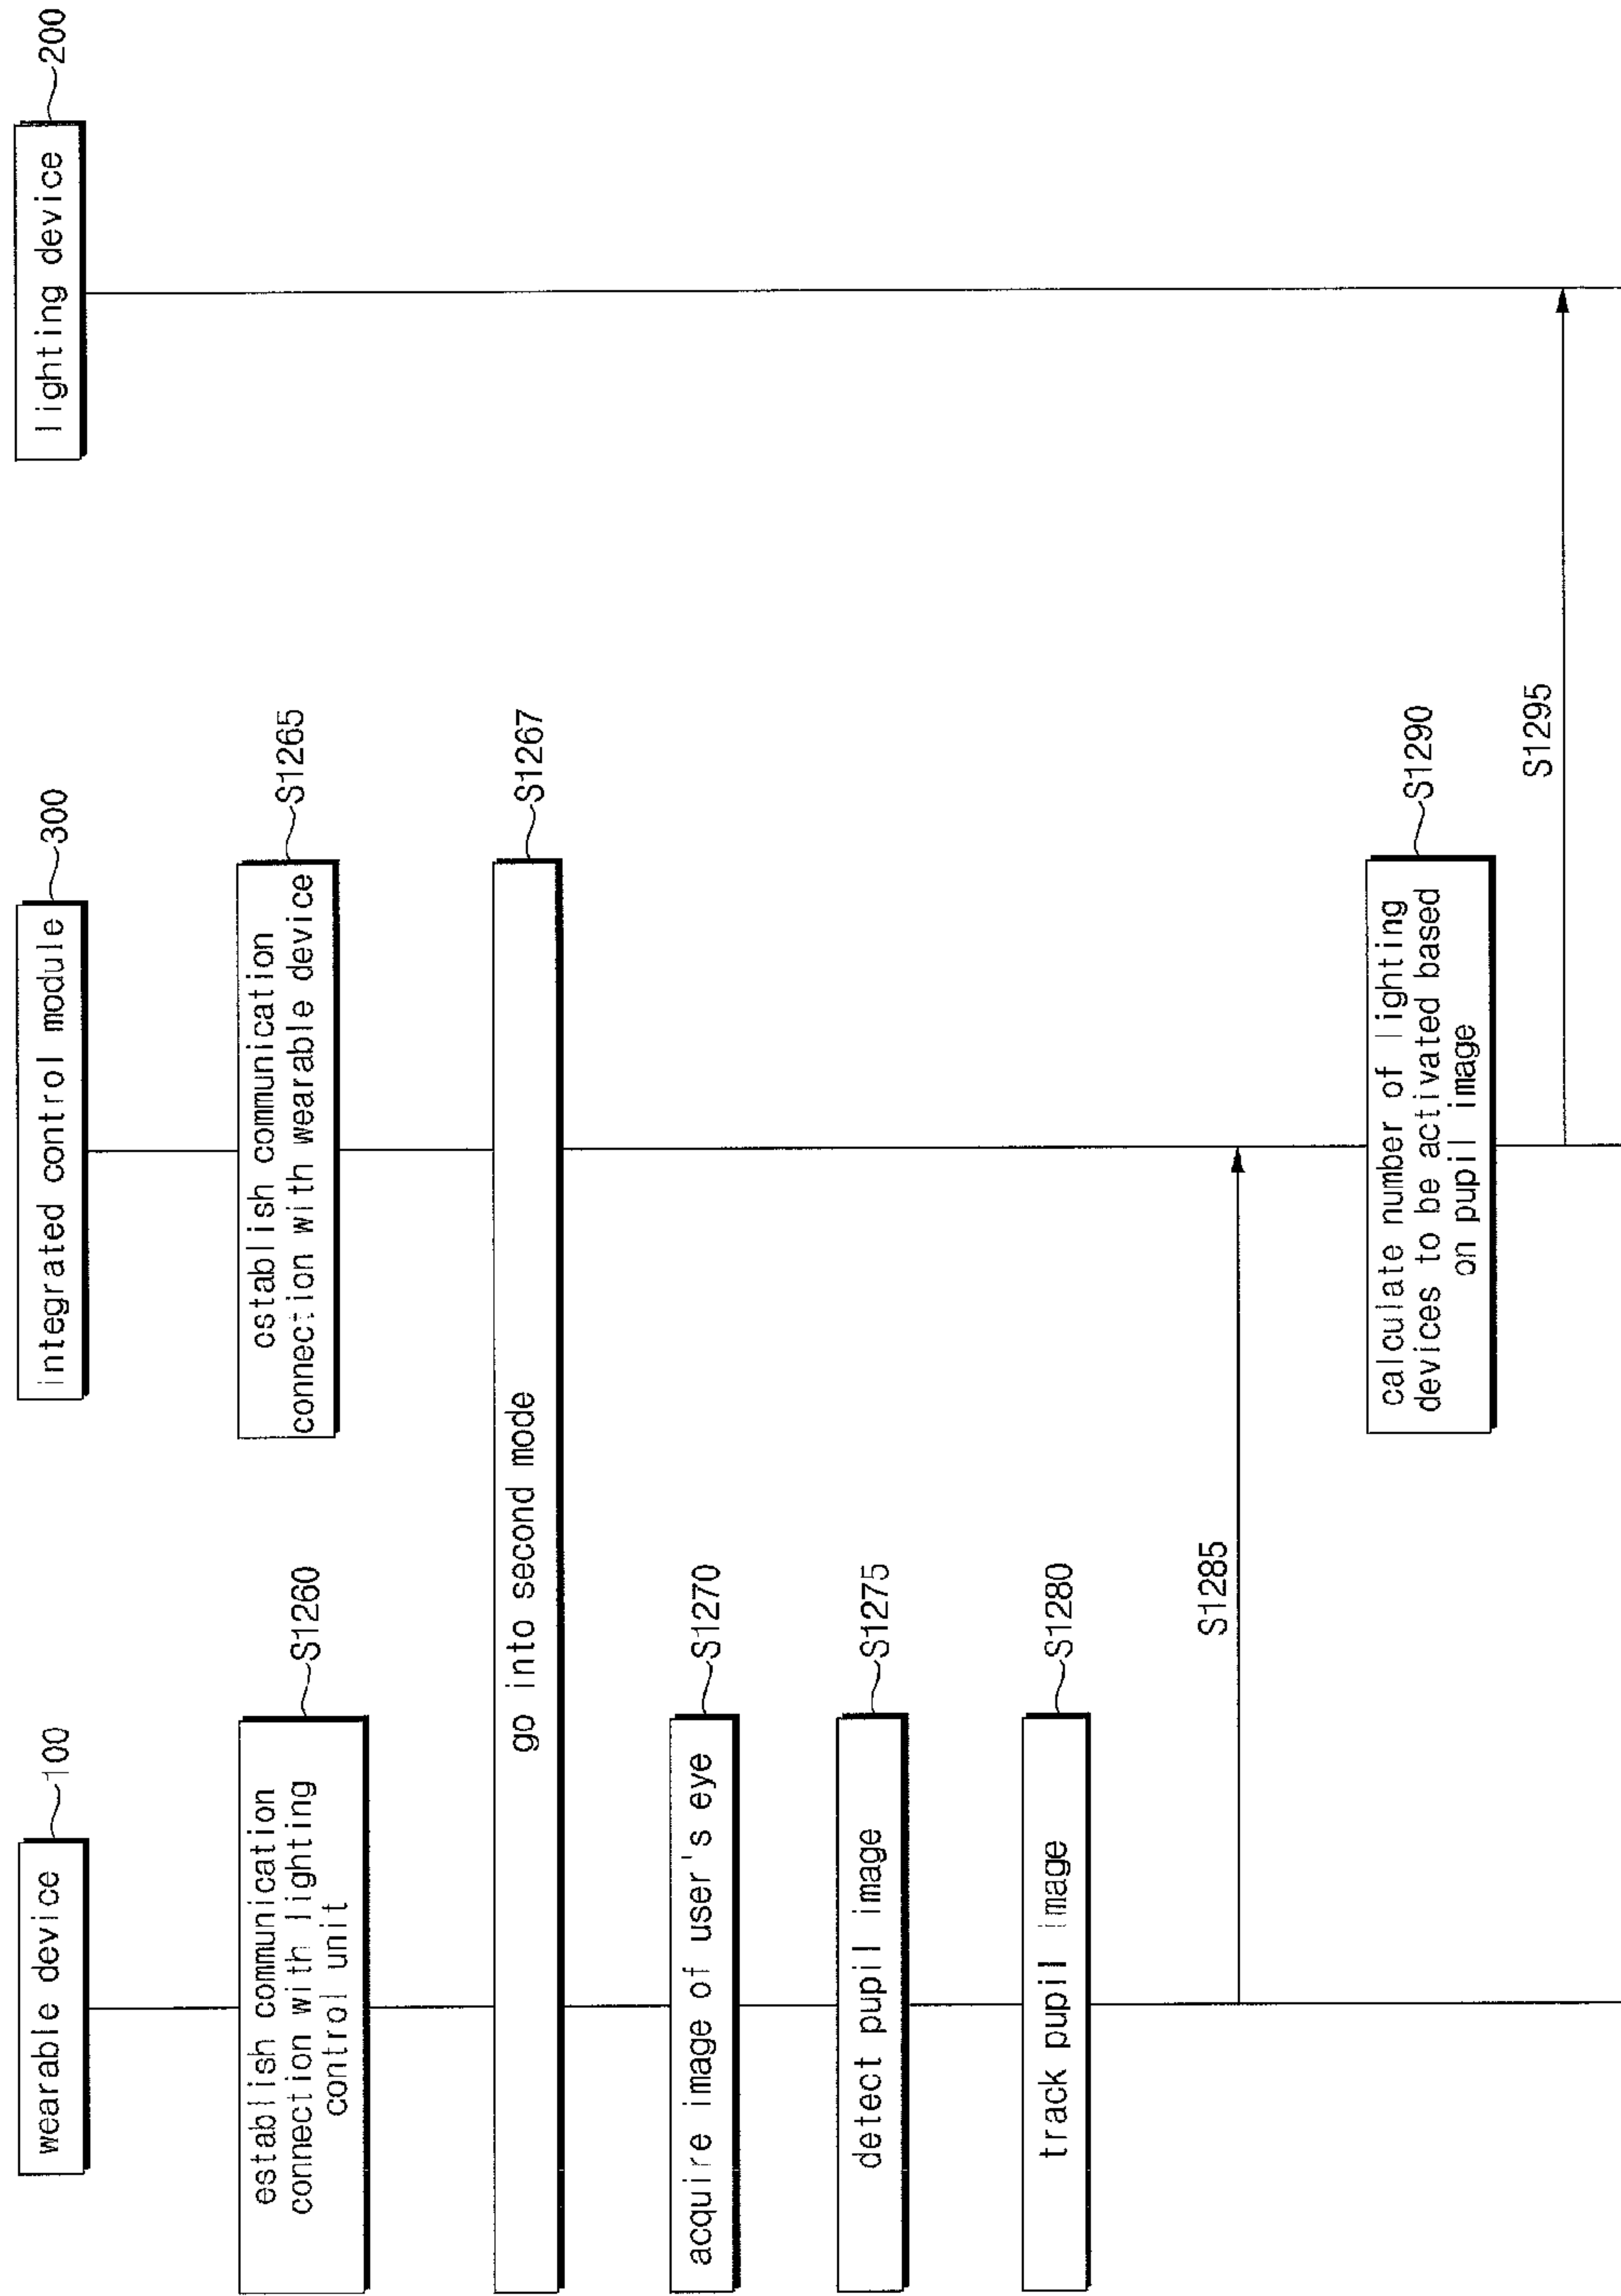 wearable device
100
integrated control module
300
lighting device
200
establish communication
connection with lighting
control unit
S1260
cstablish communication
connection with wearable device
S1265
go into second mode
S1267
acquire image of user's eye
S1270
detect pupil image
S1275
track pupil image
S1280
S1285
calculate number of lighting
devices to be activated based
on pupil image
S1290
S1295